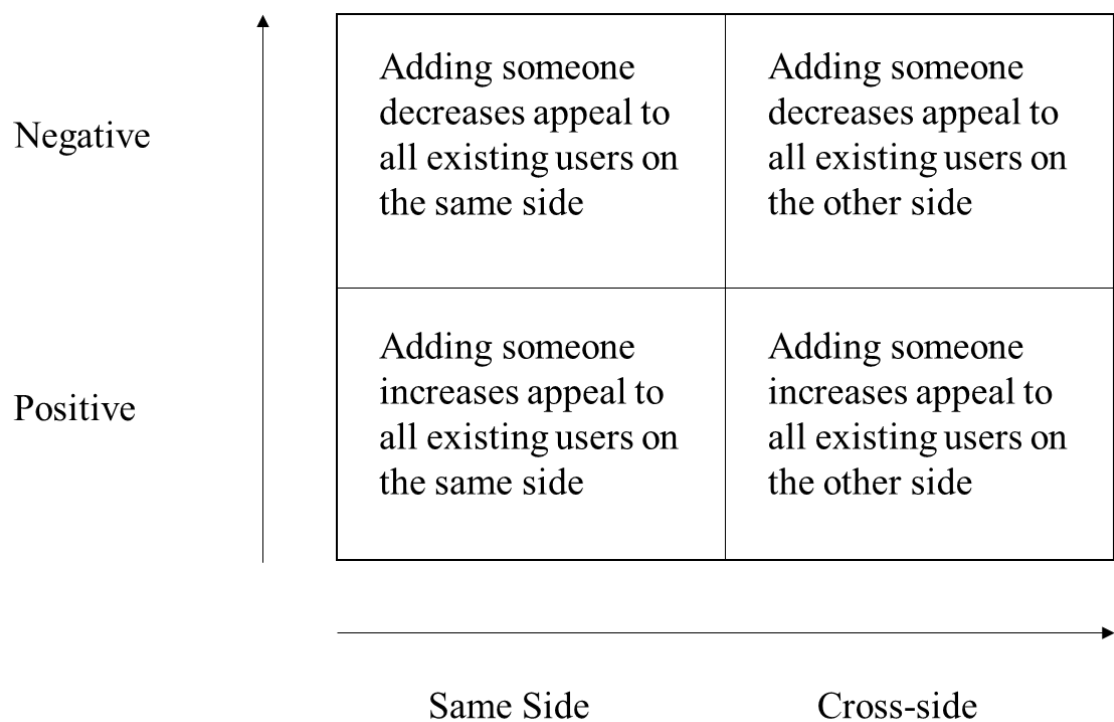 Negative
Adding someone
decreases appeal to
all existing users on
the same side
Adding someone
decreases appeal to
all existing users on
the other side
Positive
Adding someone
increases appeal to
all existing users on
the same side
Adding someone
increases appeal to
all existing users on
the other side
Same Side
Cross-side